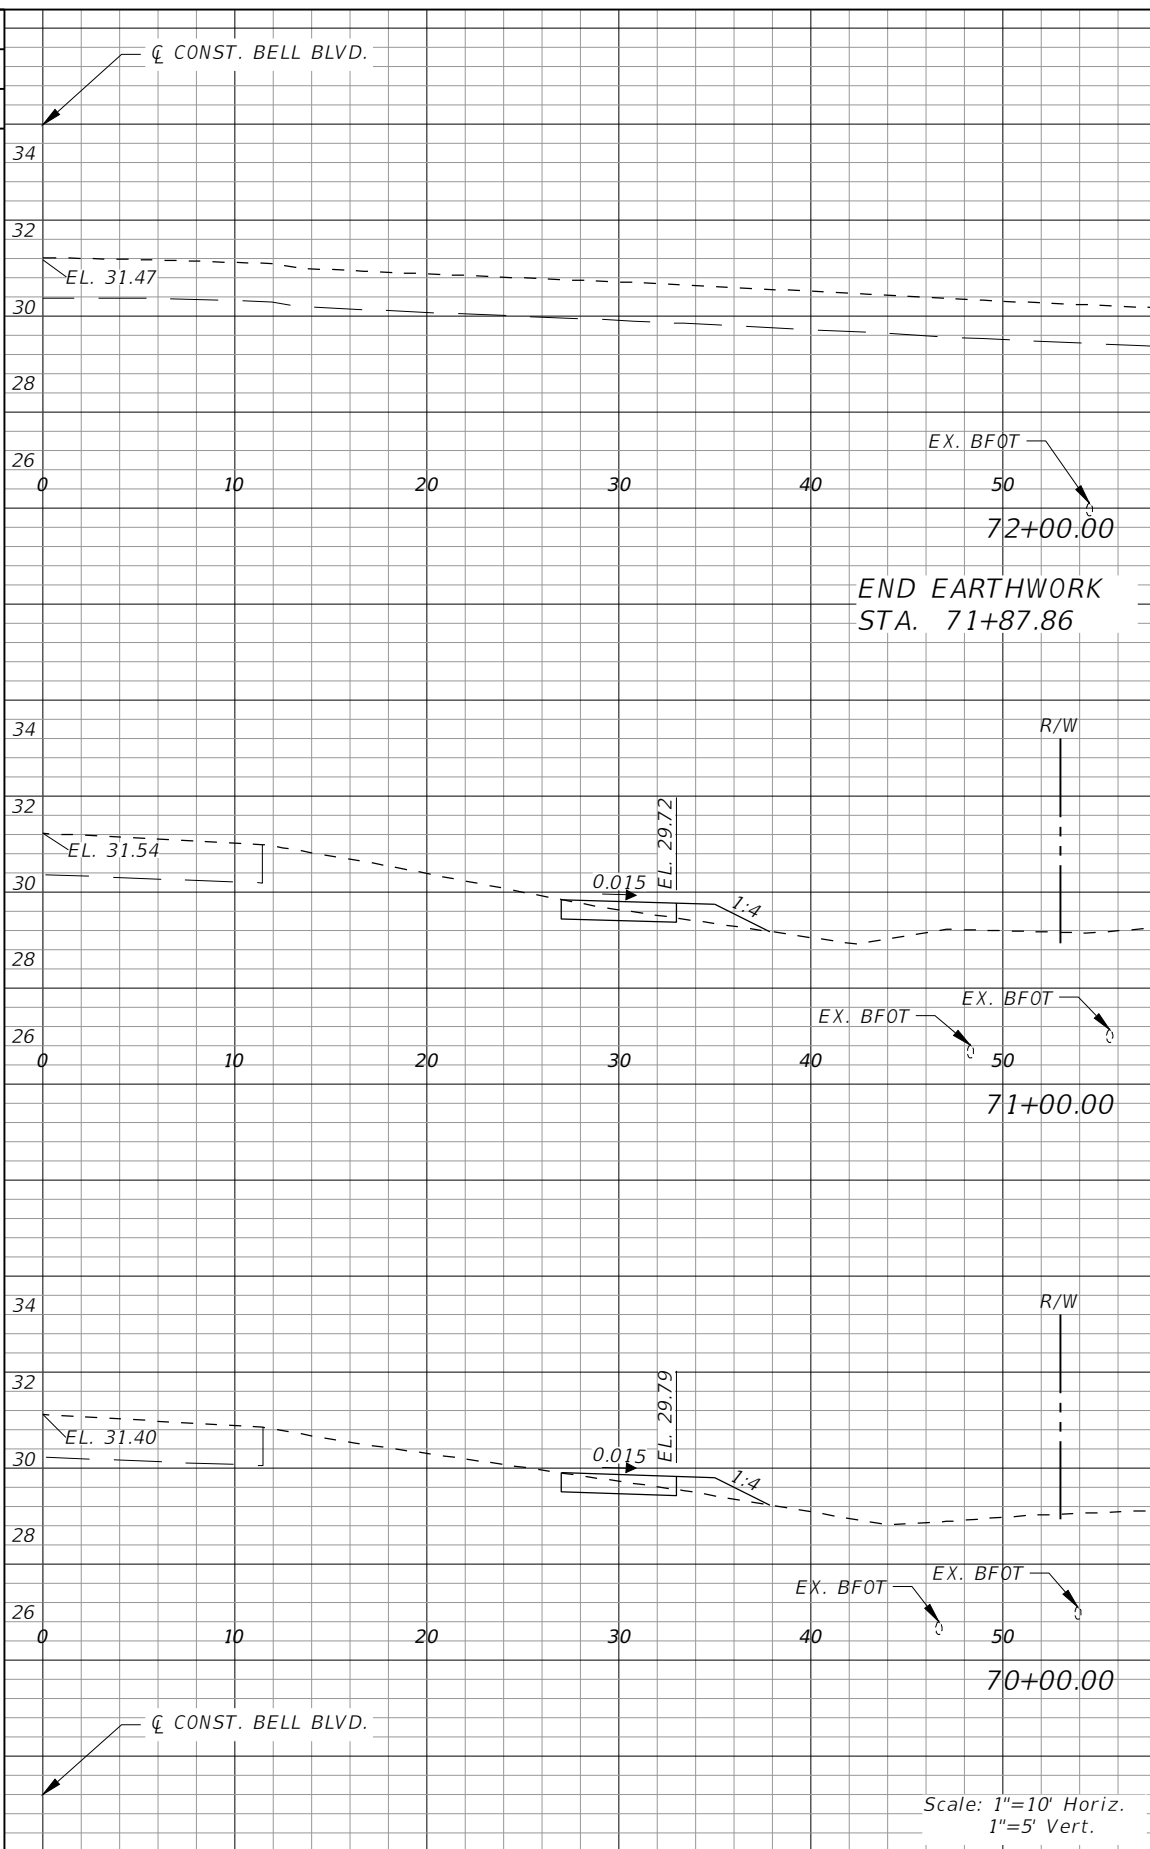 ℄ CONST. BELL BLVD.
34
32
EL. 31.47
30
28
EX. BFOT
26
0 10 20 30 40 50
72+00.00
END EARTHWORK
STA. 71+87.86
34
R/W
32
EL. 29.72
EL. 31.54
30
0.015
1:4
28
EX. BFOT
EX. BFOT
26
0 10 20 30 40 50
71+00.00
34
R/W
32
EL. 29.79
EL. 31.40
30
0.015
1:4
28
EX. BFOT
EX. BFOT
26
0 10 20 30 40 50
70+00.00
℄ CONST. BELL BLVD.
Scale: 1"=10' Horiz.
1"=5' Vert.